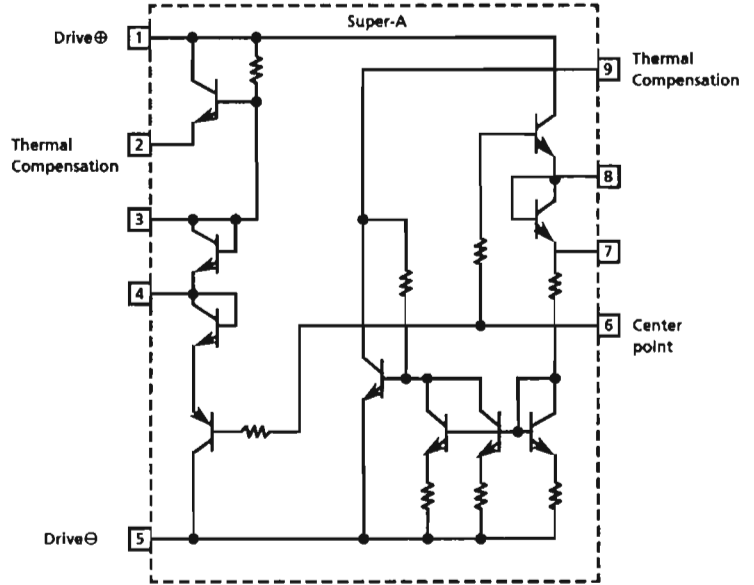 Super-A
Drive⊕ 1
9 Thermal
Compensation
Thermal 2
Compensation
8
3
7
4
6 Center
point
Drive⊖ 5